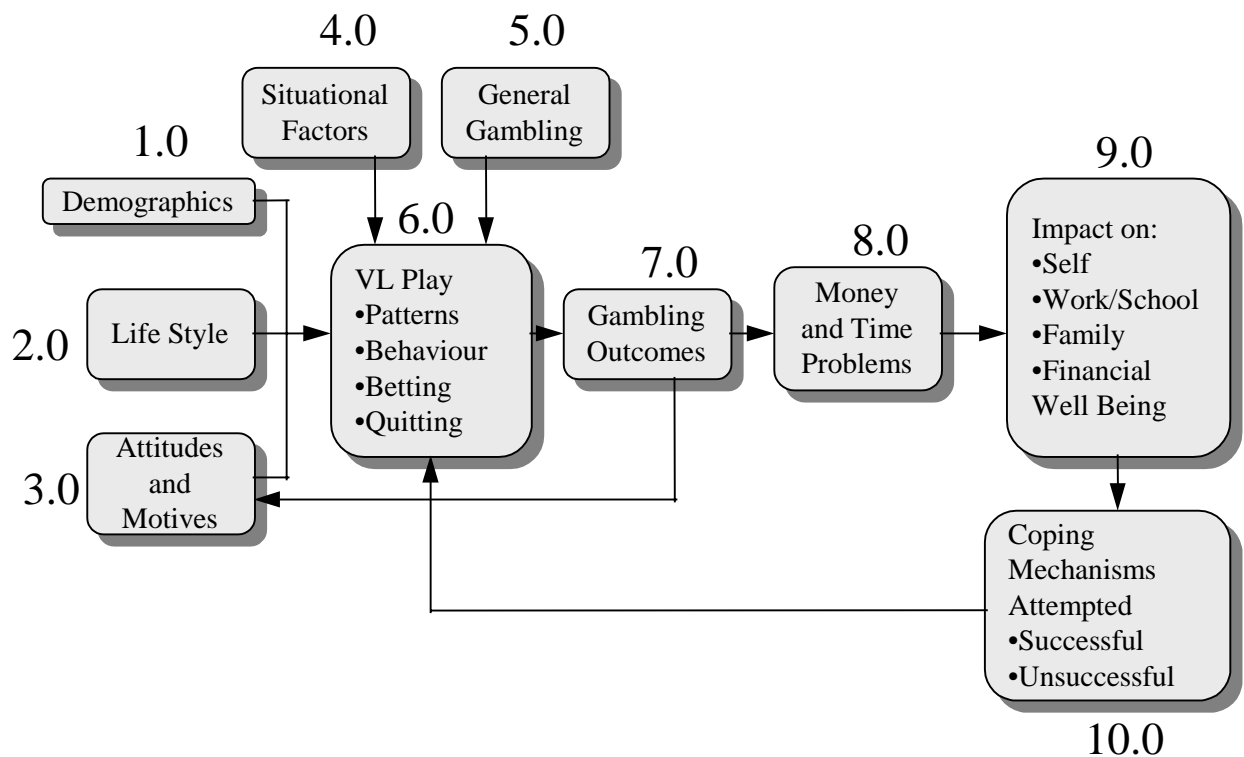 4.0
Situational
Factors
5.0
General
Gambling
1.0
Demographics
2.0
Life Style
3.0
Attitudes
and
Motives
6.0
VL Play
•Patterns
•Behaviour
•Betting
•Quitting
7.0
Gambling
Outcomes
8.0
Money
and Time
Problems
9.0
Impact on:
•Self
•Work/School
•Family
•Financial
Well Being
Coping
Mechanisms
Attempted
•Successful
•Unsuccessful
10.0